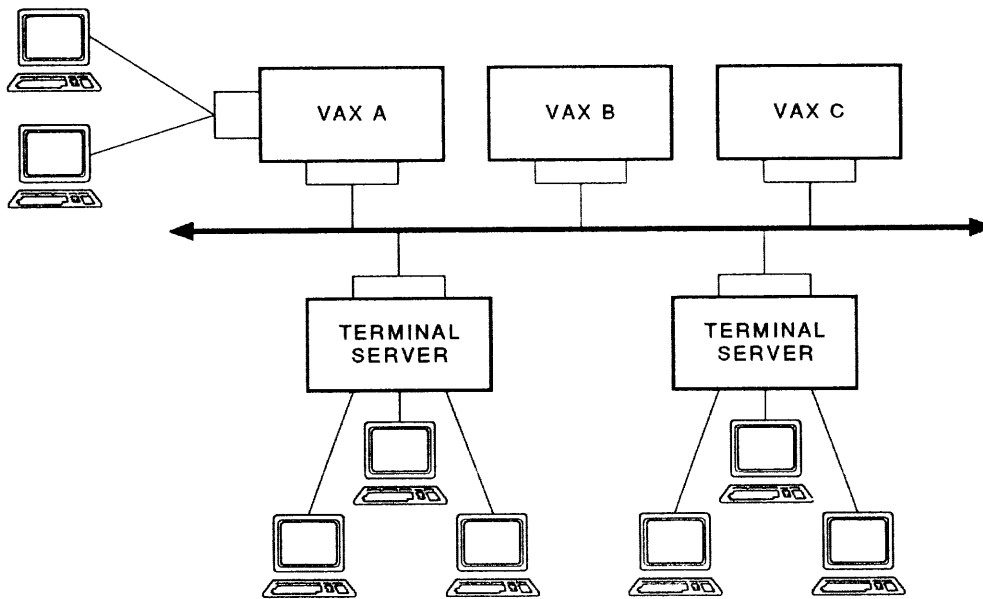 VAX A
VAX B
VAX C
TERMINAL
SERVER
TERMINAL
SERVER